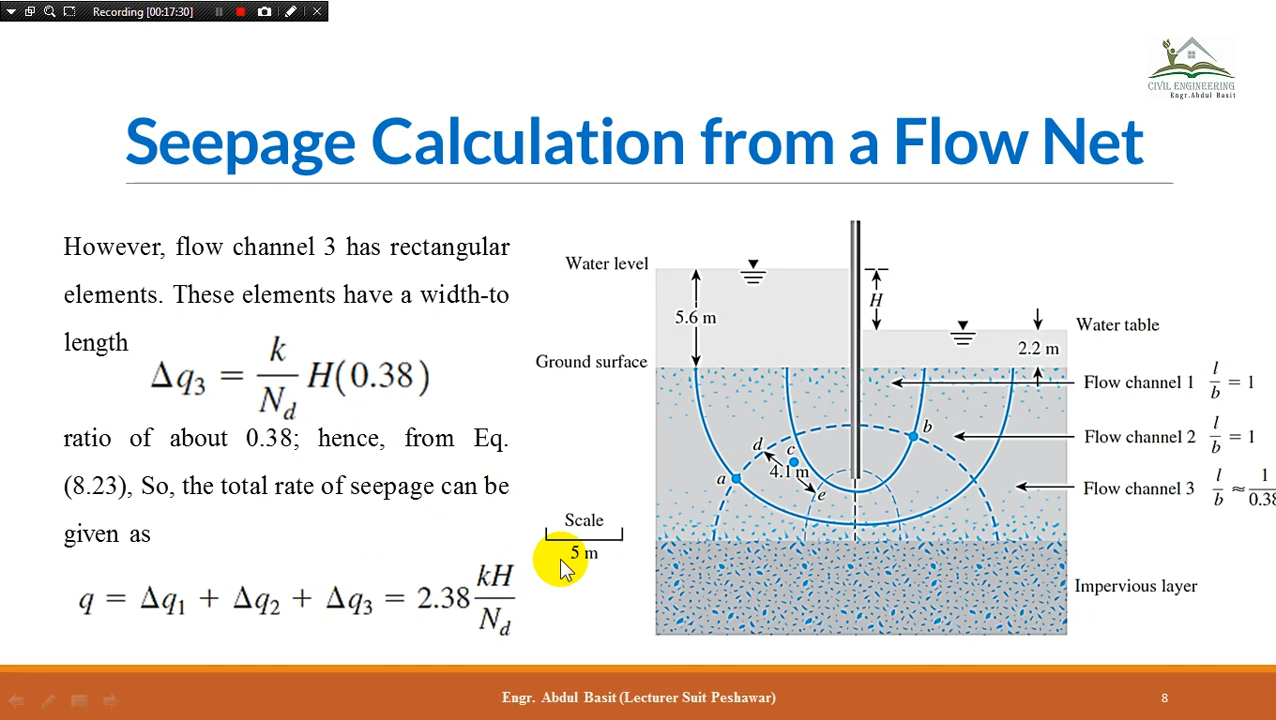 Recording [00:17:30]
CIVIL ENGINEERING
Engr.Abdul Basit
Seepage Calculation from a Flow Net
However, flow channel 3 has rectangular
elements. These elements have a width-to
length
Δq₃ = k/N_d H(0.38)
ratio of about 0.38; hence, from Eq.
(8.23), So, the total rate of seepage can be
given as
q = Δq₁ + Δq₂ + Δq₃ = 2.38 kH/N_d
Water level
H
5.6 m
Water table
2.2 m
Ground surface
Flow channel 1 l/b = 1
Flow channel 2 l/b = 1
Flow channel 3 l/b ≈ 1/0.38
b
d
c
4.1 m
a
e
Scale
5 m
Impervious layer
Engr. Abdul Basit (Lecturer Suit Peshawar)
8